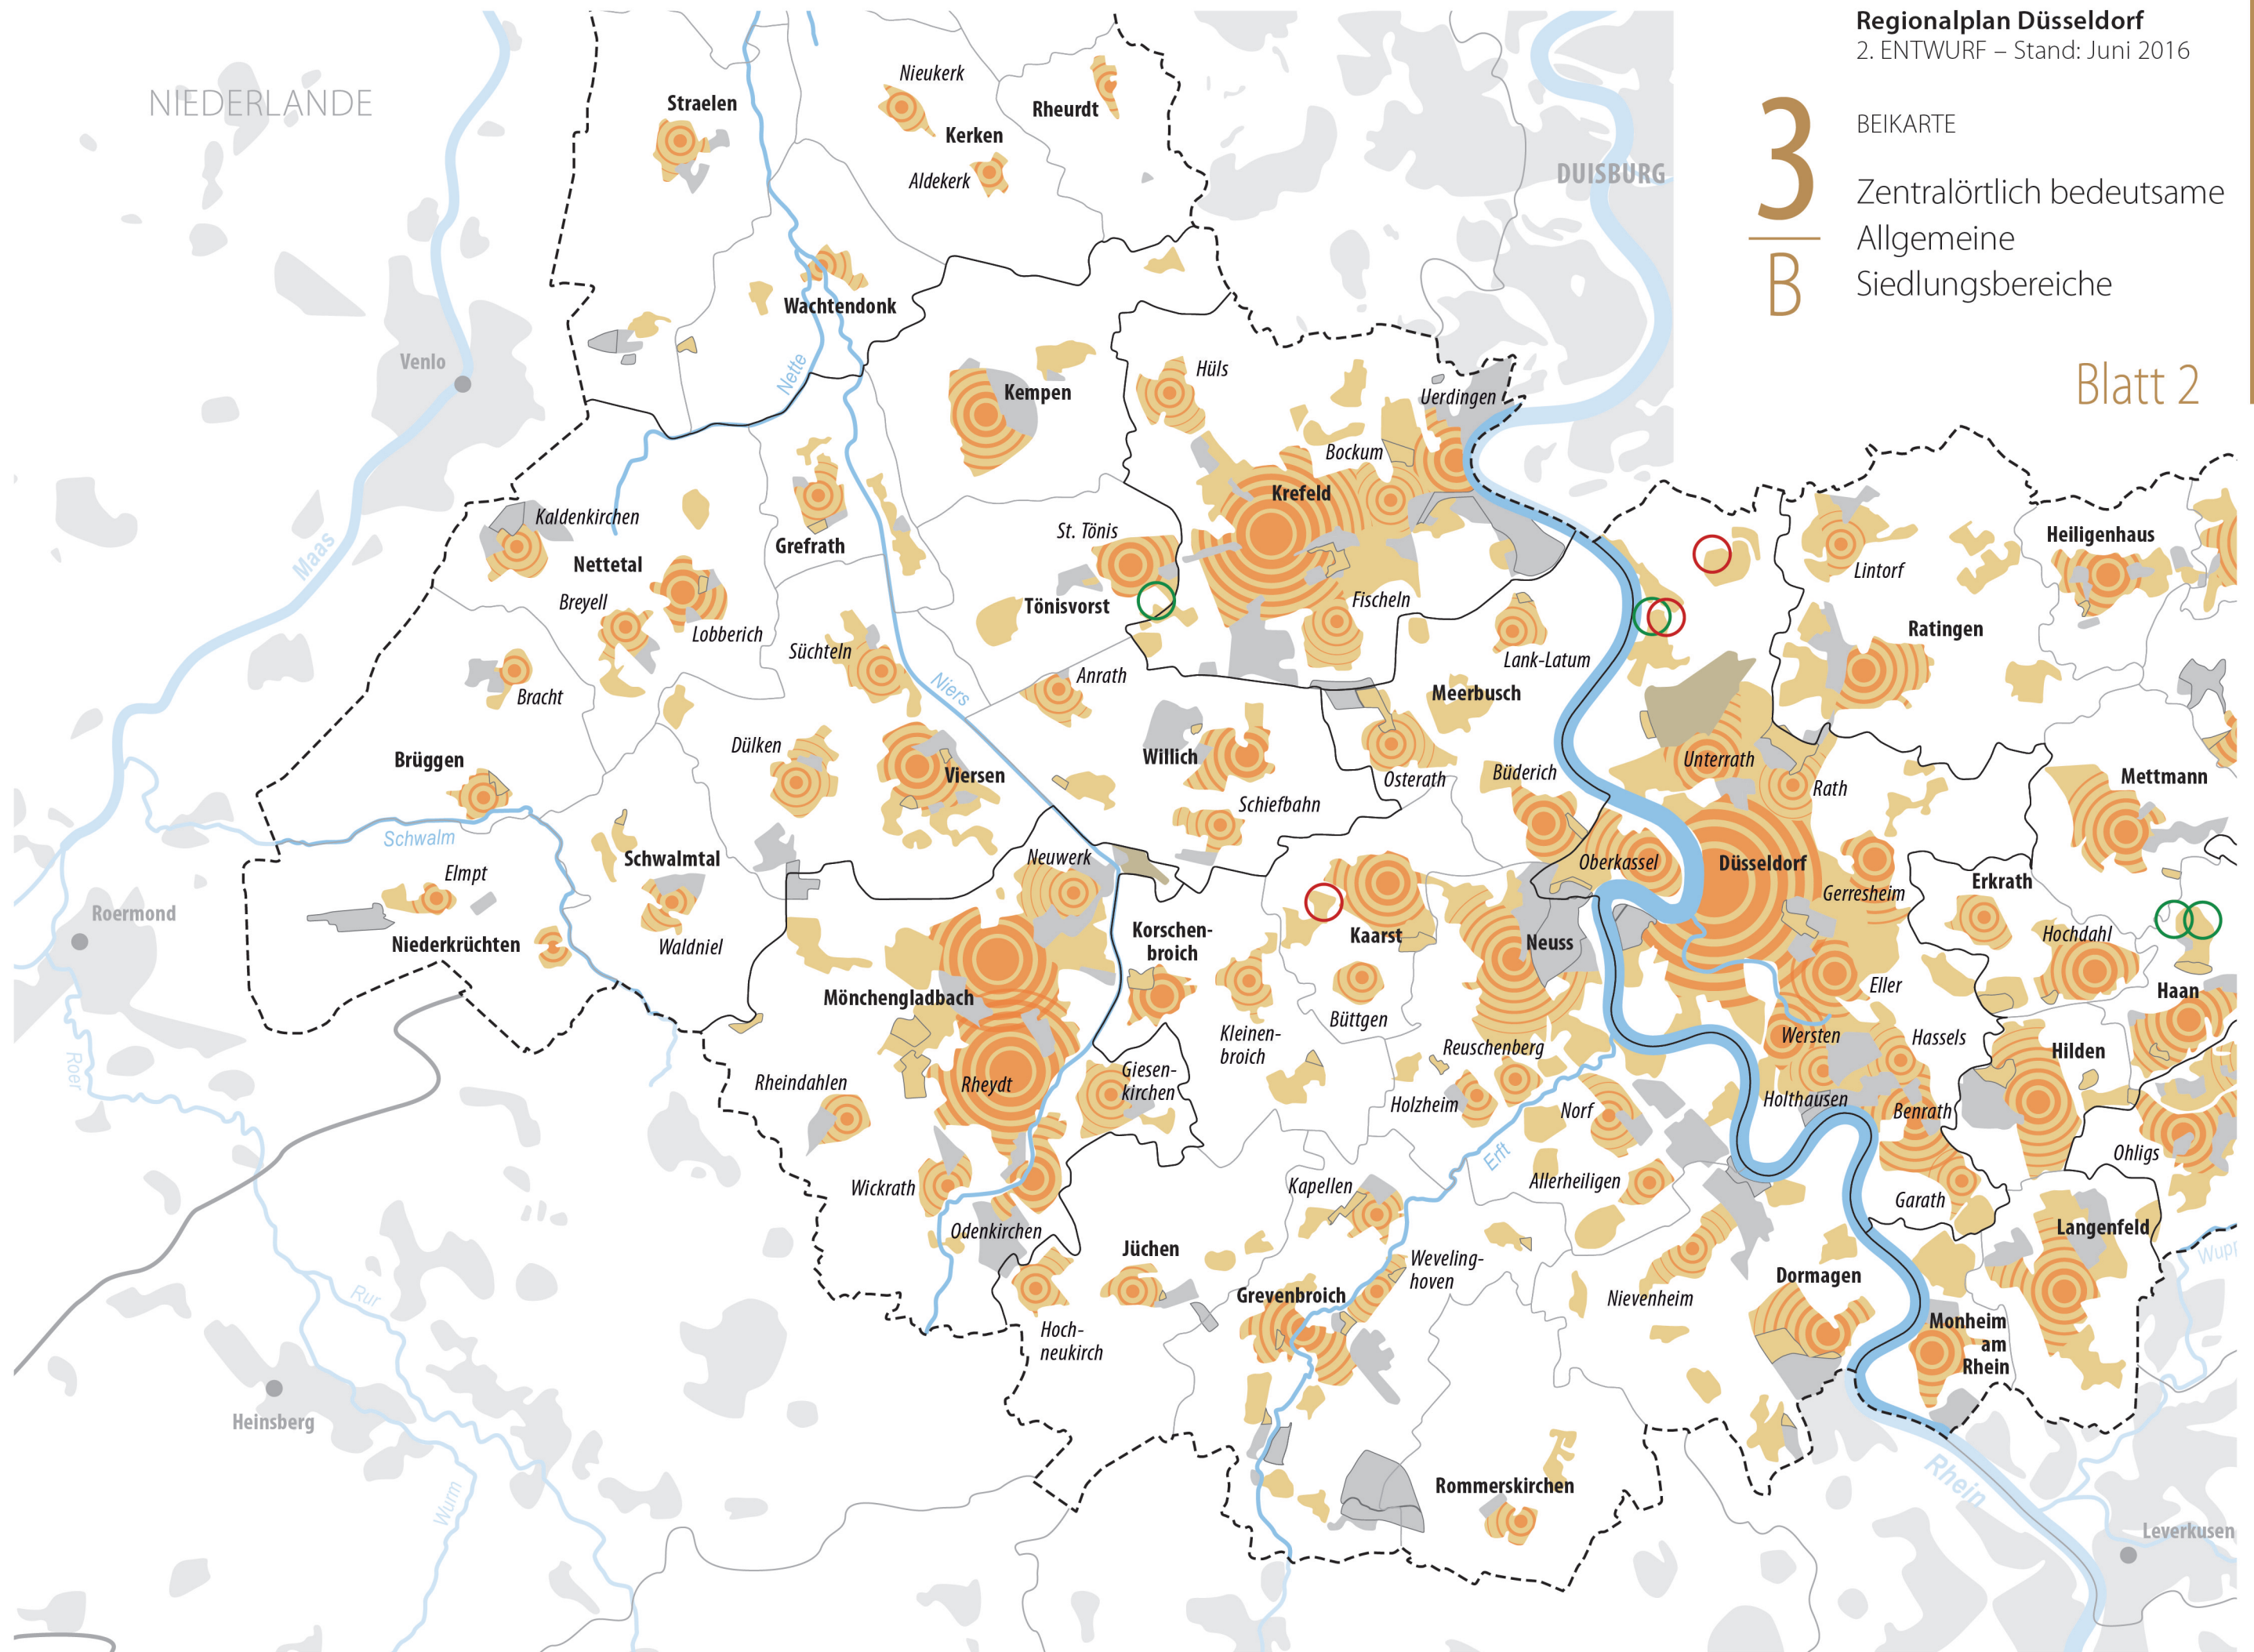 Regionalplan Düsseldorf
2. ENTWURF – Stand: Juni 2016
3
B
BEIKARTE
Zentralörtlich bedeutsame
Allgemeine
Siedlungsbereiche
Blatt 2
NIEDERLANDE
Straelen
Nieukerk
Kerken
Aldekerk
Rheurdt
DUISBURG
Wachtendonk
Venlo
Nette
Kempen
Hüls
Uerdingen
Bockum
Krefeld
Kaldenkirchen
Nettetal
Grefrath
St. Tönis
Tönisvorst
Fischeln
Lintorf
Heiligenhaus
Maas
Breyell
Lobberich
Süchteln
Niers
Anrath
Lank-Latum
Meerbusch
Ratingen
Bracht
Brüggen
Dülken
Viersen
Willich
Schiefbahn
Osterath
Büderich
Unterrath
Rath
Mettmann
Schwalm
Schwalmtal
Waldniel
Neuwerk
Oberkassel
Düsseldorf
Gerresheim
Erkrath
Hochdahl
Elmpt
Roermond
Niederkrüchten
Korschen-
broich
Kaarst
Neuss
Eller
Haan
Mönchengladbach
Kleinen-
broich
Büttgen
Reuschenberg
Wersten
Hassels
Hilden
Roer
Rheindahlen
Rheydt
Giesen-
kirchen
Holzheim
Norf
Holthausen
Benrath
Ohligs
Erft
Wickrath
Odenkirchen
Kapellen
Allerheiligen
Garath
Langenfeld
Jüchen
Weveling-
hoven
Grevenbroich
Nievenheim
Dormagen
Wupp
Rur
Hoch-
neukirch
Monheim
am
Rhein
Heinsberg
Wurm
Rommerskirchen
Rhein
Leverkusen